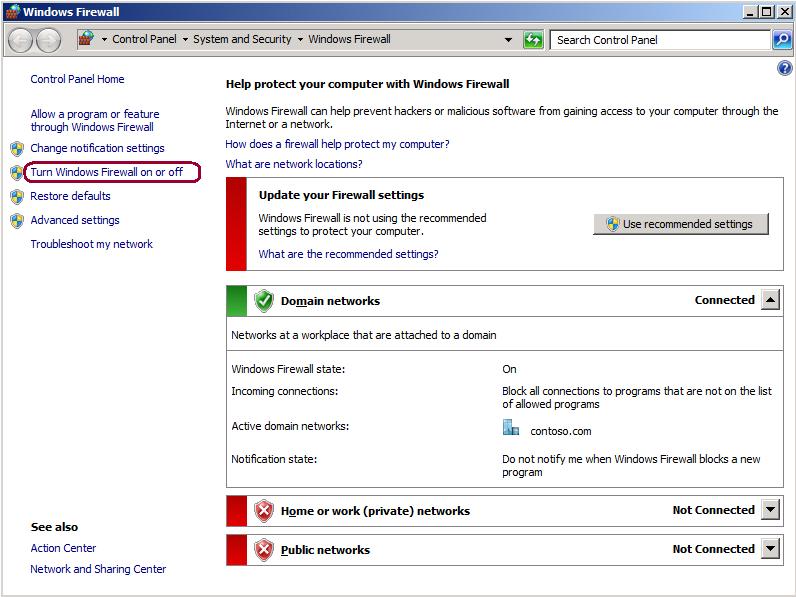 Windows Firewall
Control Panel
System and Security
Windows Firewall
Search Control Panel
Control Panel Home
Allow a program or feature
through Windows Firewall
Change notification settings
Turn Windows Firewall on or off
Restore defaults
Advanced settings
Troubleshoot my network
See also
Action Center
Network and Sharing Center
Help protect your computer with Windows Firewall
Windows Firewall can help prevent hackers or malicious software from gaining access to your computer through the
Internet or a network.
How does a firewall help protect my computer?
What are network locations?
Update your Firewall settings
Windows Firewall is not using the recommended
settings to protect your computer.
Use recommended settings
What are the recommended settings?
Domain networks Connected
Networks at a workplace that are attached to a domain
Windows Firewall state: On
Incoming connections: Block all connections to programs that are not on the list
of allowed programs
Active domain networks: contoso.com
Notification state: Do not notify me when Windows Firewall blocks a new
program
Home or work (private) networks Not Connected
Public networks Not Connected